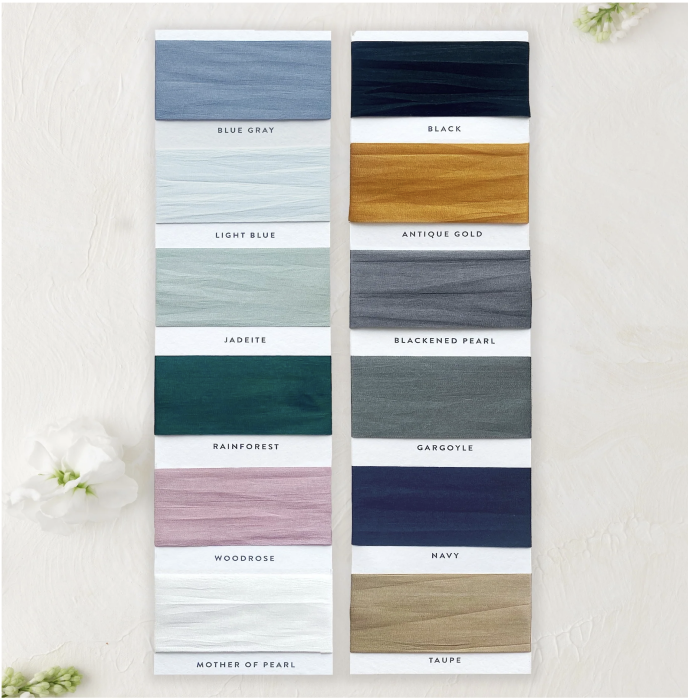 BLUE GRAY
LIGHT BLUE
JADEITE
RAINFOREST
WOODROSE
MOTHER OF PEARL
BLACK
ANTIQUE GOLD
BLACKENED PEARL
GARGOYLE
NAVY
TAUPE